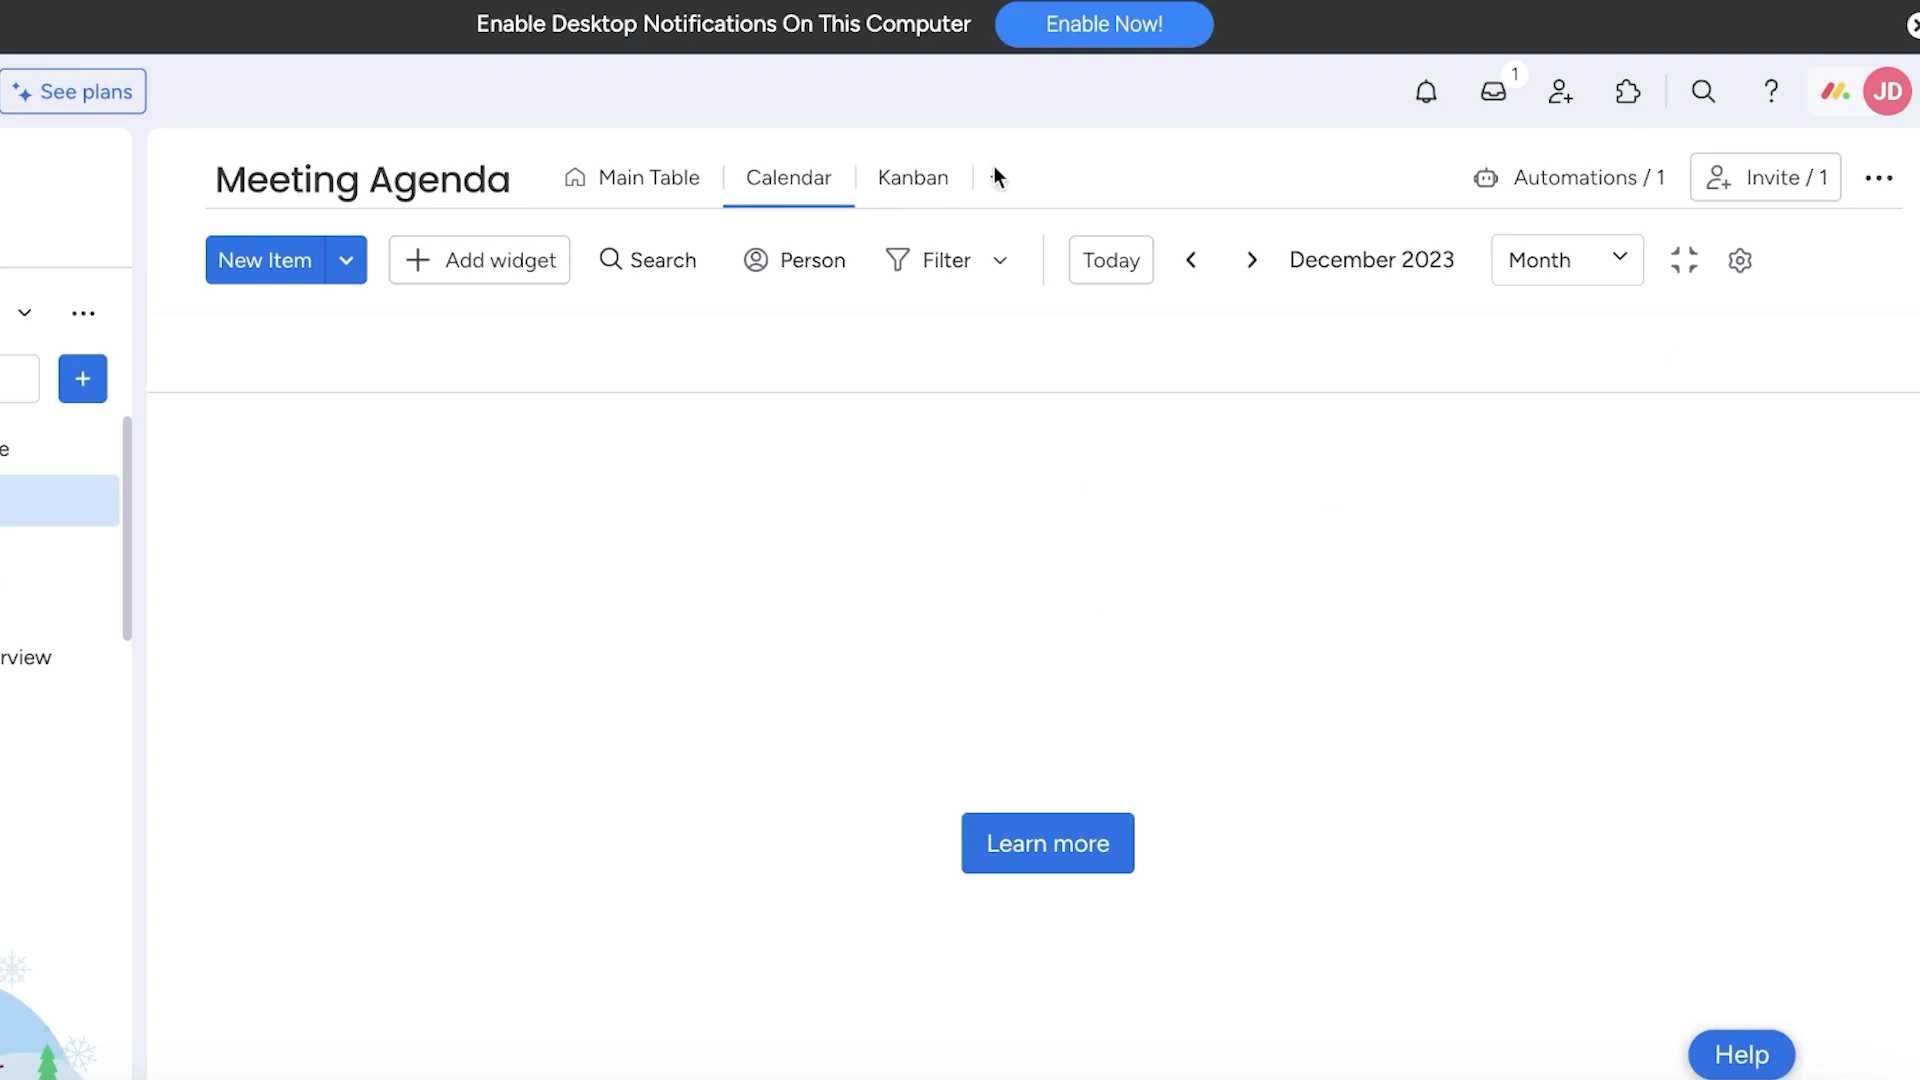 Enable Desktop Notifications On This Computer
Enable Now!
See plans
1
JD
Meeting Agenda
Main Table
Calendar
Kanban
Automations / 1
Invite / 1
New Item
Add widget
Search
Person
Filter
Today
December 2023
Month
e
rview
Learn more
Help